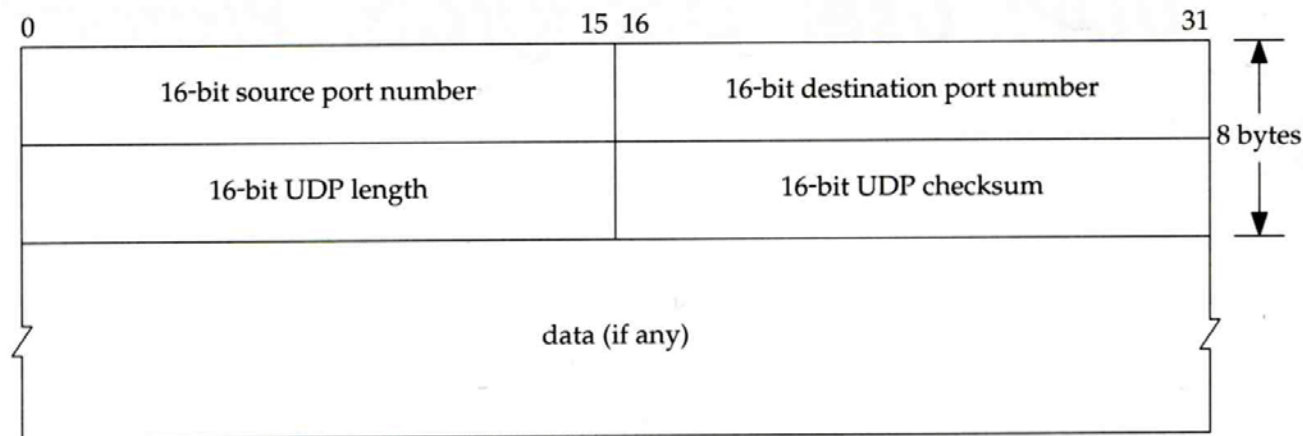 0 15 16 31
16-bit source port number 16-bit destination port number
8 bytes
16-bit UDP length 16-bit UDP checksum
data (if any)